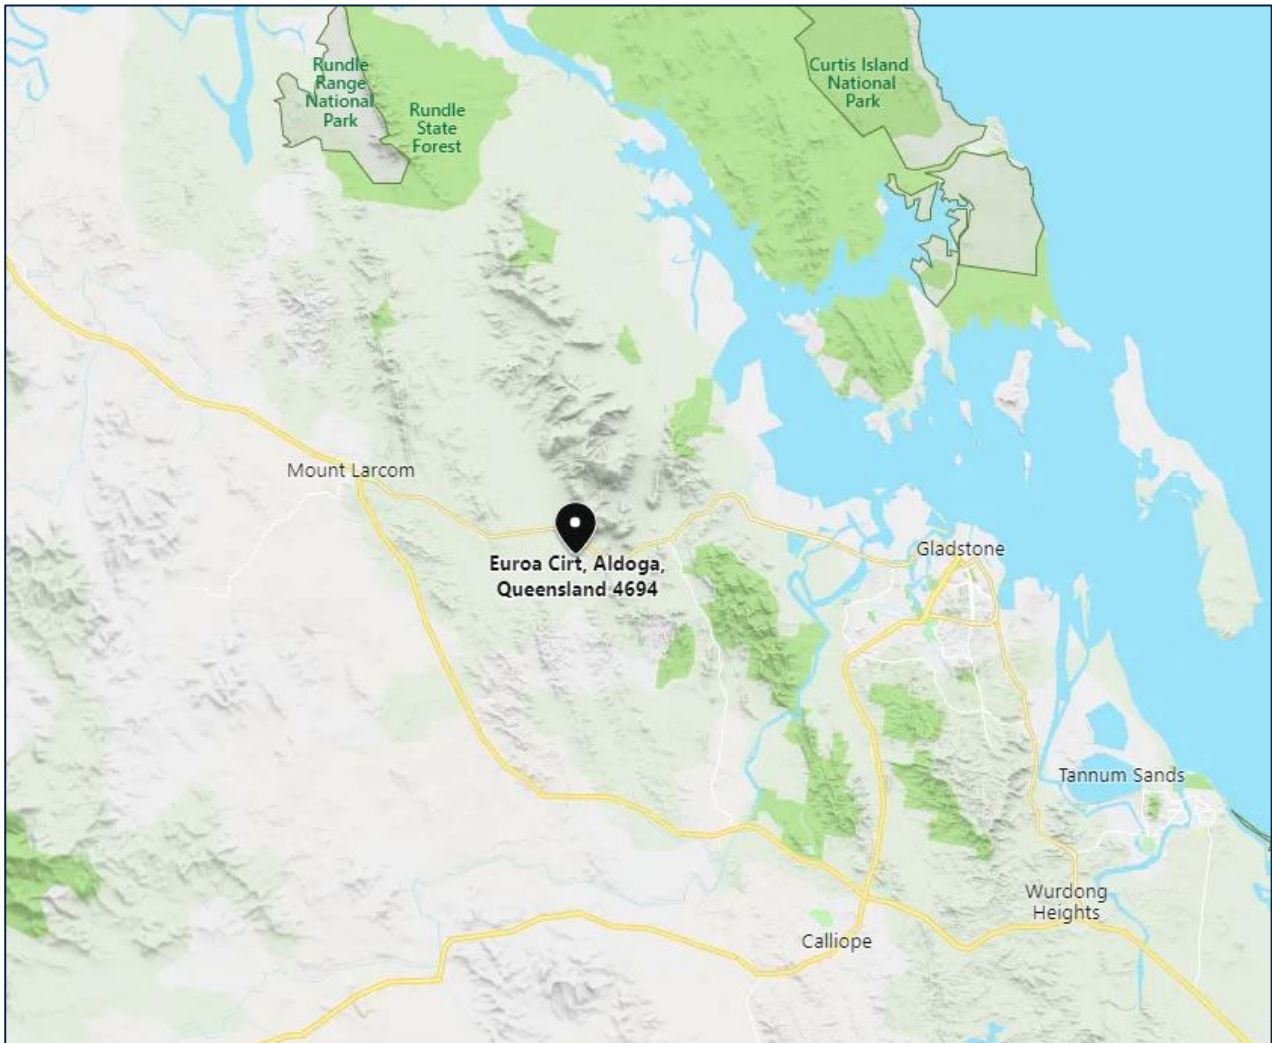 Rundle
Range
National
Park
Rundle
State
Forest
Curtis Island
National
Park
Mount Larcom
Euroa Cirt, Aldoga,
Queensland 4694
Gladstone
Tannum Sands
Wurdong
Heights
Calliope